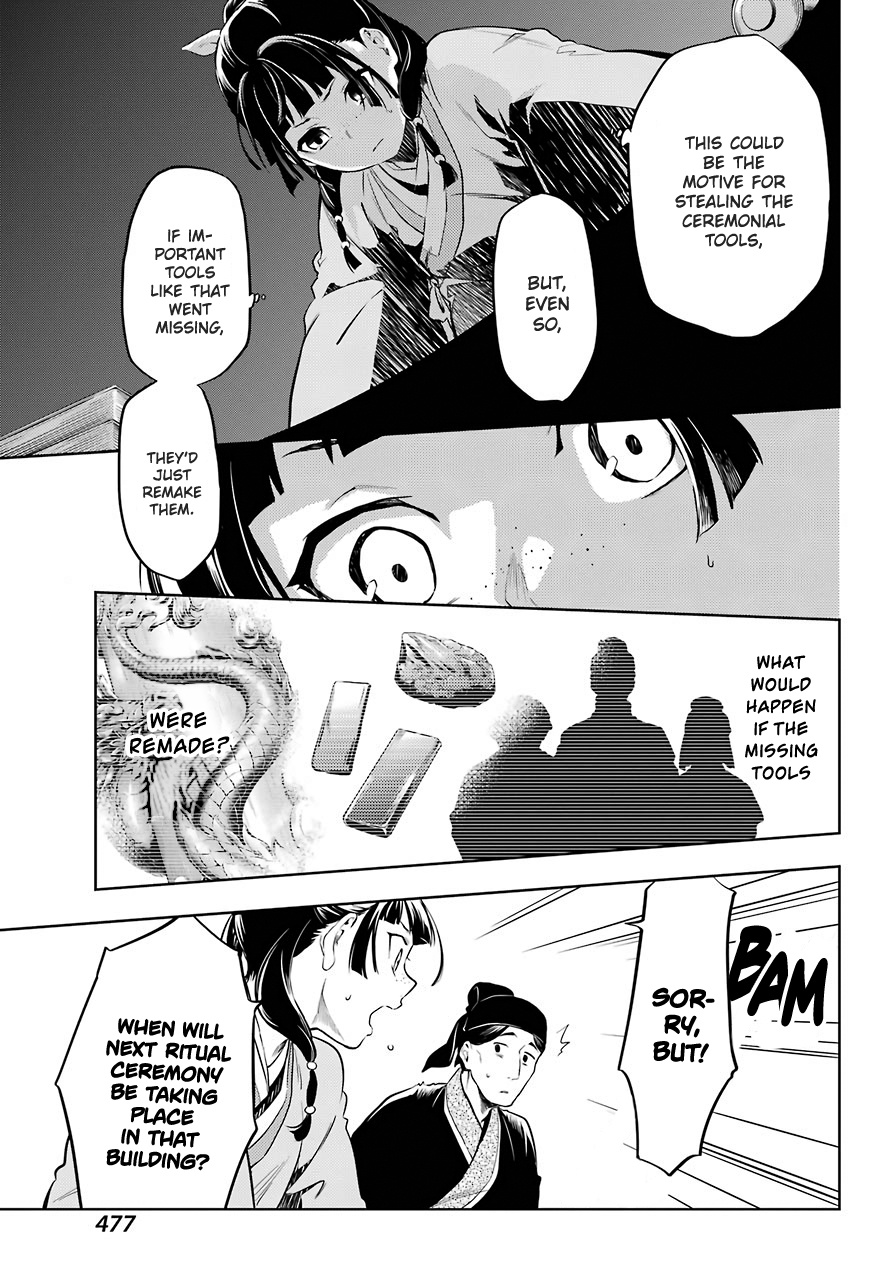 THIS COULD
BE THE
MOTIVE FOR
STEALING THE
CEREMONIAL
TOOLS,
BUT,
EVEN
SO,
IF IM-
PORTANT
TOOLS
LIKE THAT
WENT
MISSING,
THEY'D
JUST
REMAKE
THEM.
WHAT
WOULD
HAPPEN
IF THE
MISSING
TOOLS
WERE
REMADE?
BAM
SOR-
RY,
BUT!
WHEN WILL
NEXT RITUAL
CEREMONY
BE TAKING
PLACE
IN THAT
BUILDING?
477